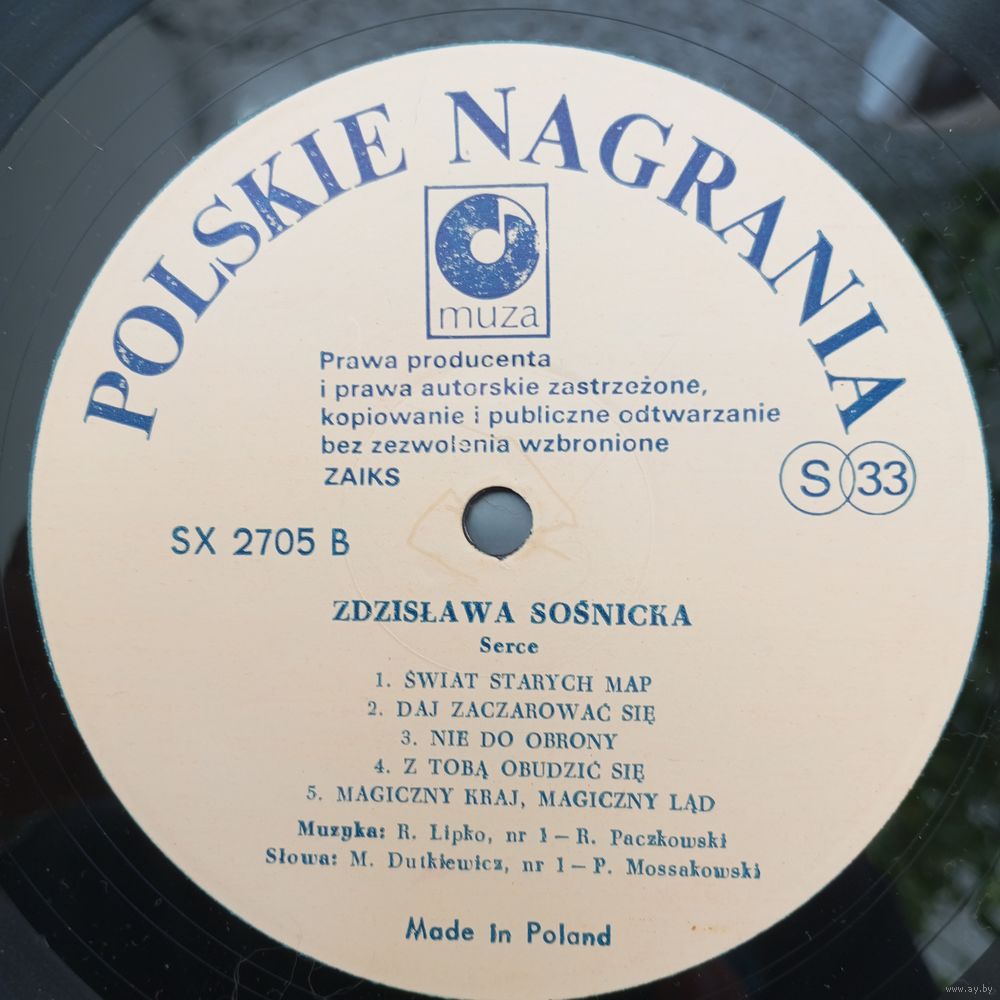 POLSKIE NAGRANIA
muza
Prawa producenta
i prawa autorskie zastrzeżone,
kopiowanie i publiczne odtwarzanie
bez zezwolenia wzbronione
ZAIKS
S 33
SX 2705 B
ZDZISŁAWA SOŚNICKA
Serce
1. ŚWIAT STARYCH MAP
2. DAJ ZACZAROWAĆ SIĘ
3. NIE DO OBRONY
4. Z TOBĄ OBUDZIĆ SIĘ
5. MAGICZNY KRAJ, MAGICZNY LĄD
Muzyka: R. Lipko, nr 1 — R. Paczkowski
Słowa: M. Dutkiewicz, nr 1 — P. Mossakowski
Made in Poland
www.ay.by